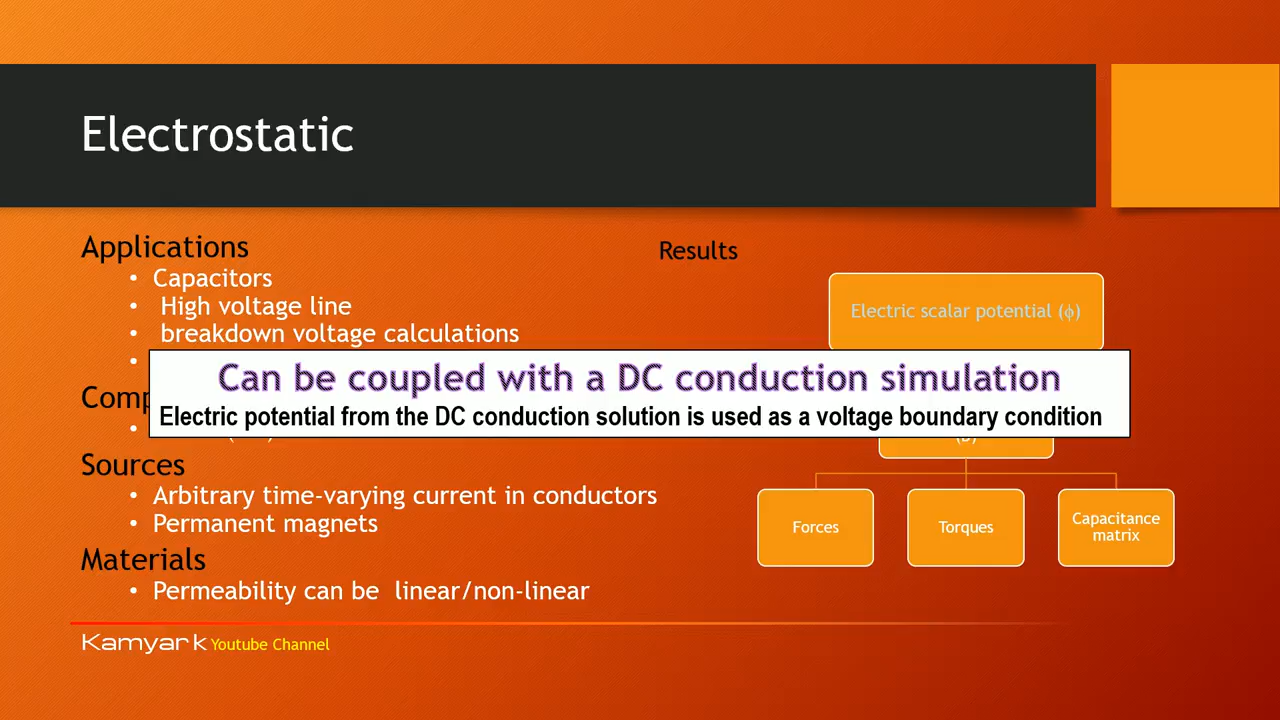 Electrostatic
Applications
• Capacitors
• High voltage line
• breakdown voltage calculations
•
Can be coupled with a DC conduction simulation
Electric potential from the DC conduction solution is used as a voltage boundary condition
Comp
•
Sources
• Arbitrary time-varying current in conductors
• Permanent magnets
Materials
• Permeability can be linear/non-linear
Results
Electric scalar potential (ϕ)
Forces
Torques
Capacitance
matrix
Kamyar k Youtube Channel